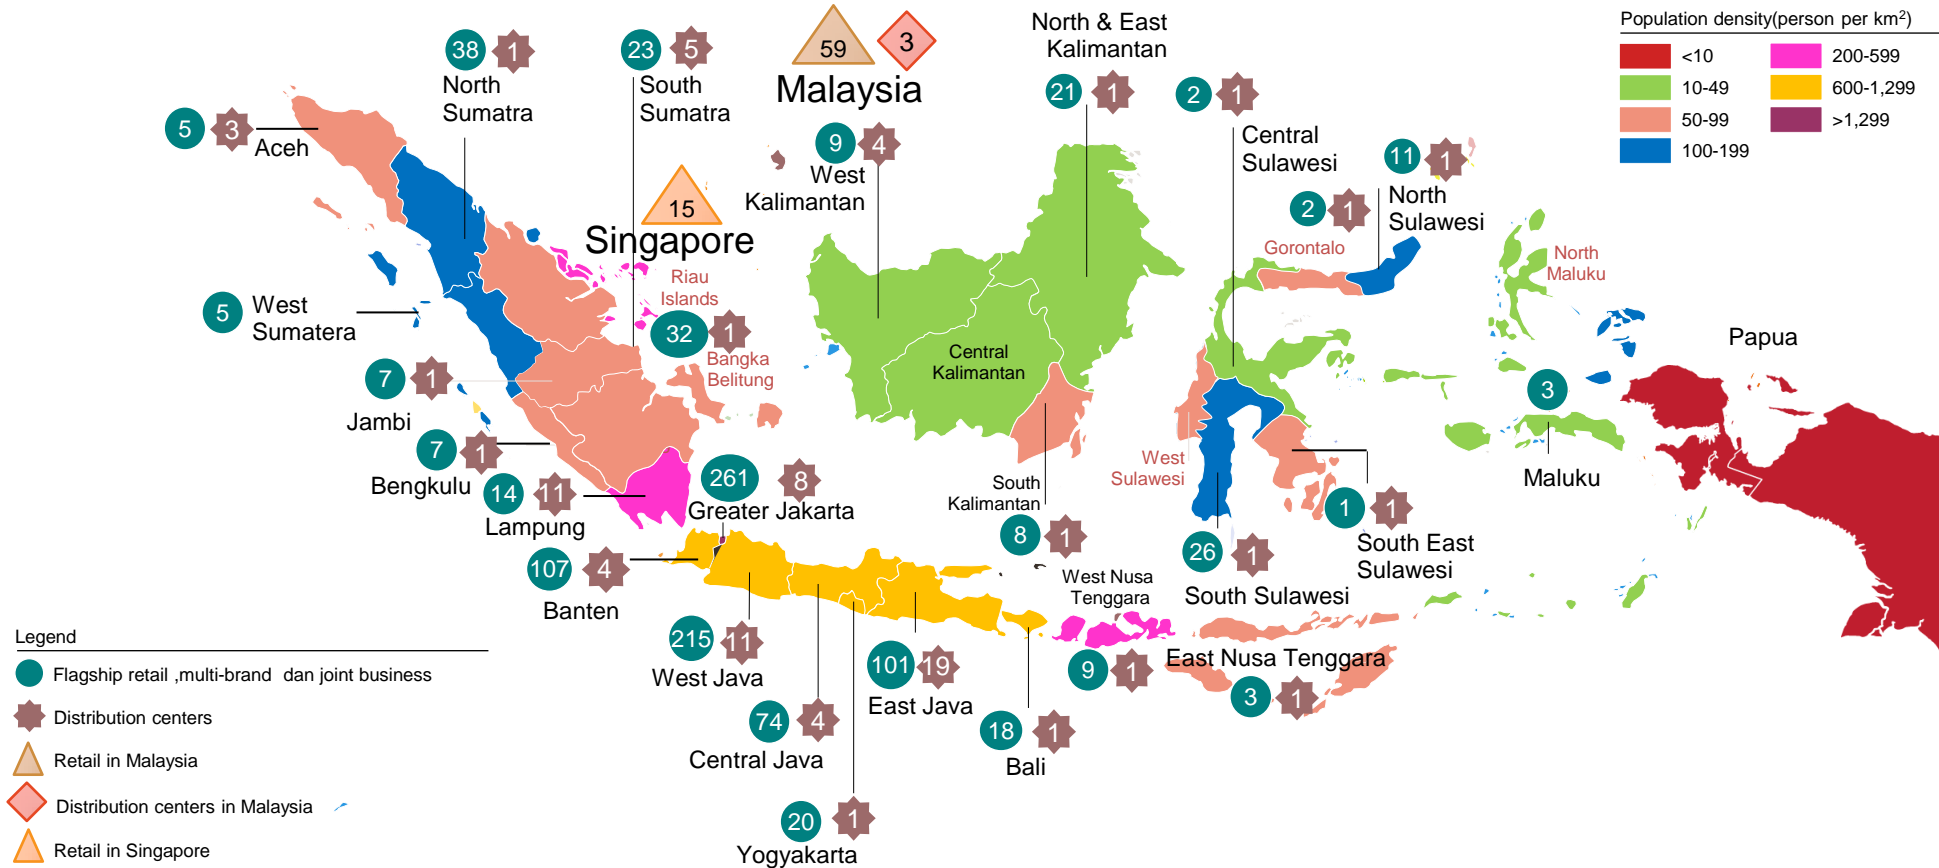 38 1
North
Sumatra
23 5
South
Sumatra
59
3
Malaysia
North & East
Kalimantan
21 1
2 1
Central
Sulawesi
Population density(person per km²)
<10
10-49
50-99
100-199
200-599
600-1,299
>1,299
5 3
Aceh
9 4
West
Kalimantan
11 1
North
Sulawesi
2 1
Gorontalo
15
Singapore
Riau
Islands
32 1
Bangka
Belitung
North
Maluku
5
West
Sumatera
Central
Kalimantan
Papua
7 1
Jambi
3
Maluku
7 1
Bengkulu
14 11
Lampung
261 8
Greater Jakarta
South
Kalimantan
8 1
West
Sulawesi
1 1
South East
Sulawesi
26 1
South Sulawesi
107 4
Banten
West Nusa
Tenggara
9 1
East Nusa Tenggara
3 1
215 11
West Java
101 19
East Java
74 4
Central Java
18 1
Bali
20 1
Yogyakarta
Legend
Flagship retail ,multi-brand dan joint business
Distribution centers
Retail in Malaysia
Distribution centers in Malaysia
Retail in Singapore